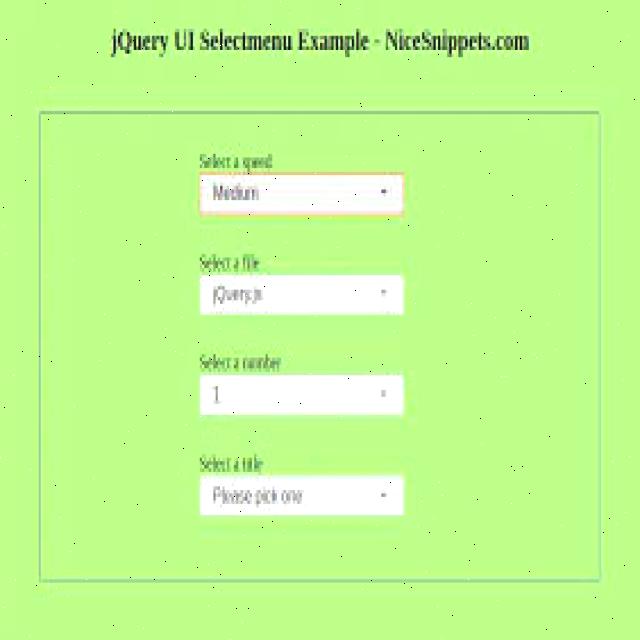 jQuery UI Selectmenu Example - NiceSnippets.com
Select a speed
Medium
Select a file
jQuery.js
Select a number
1
Select a title
Please pick one